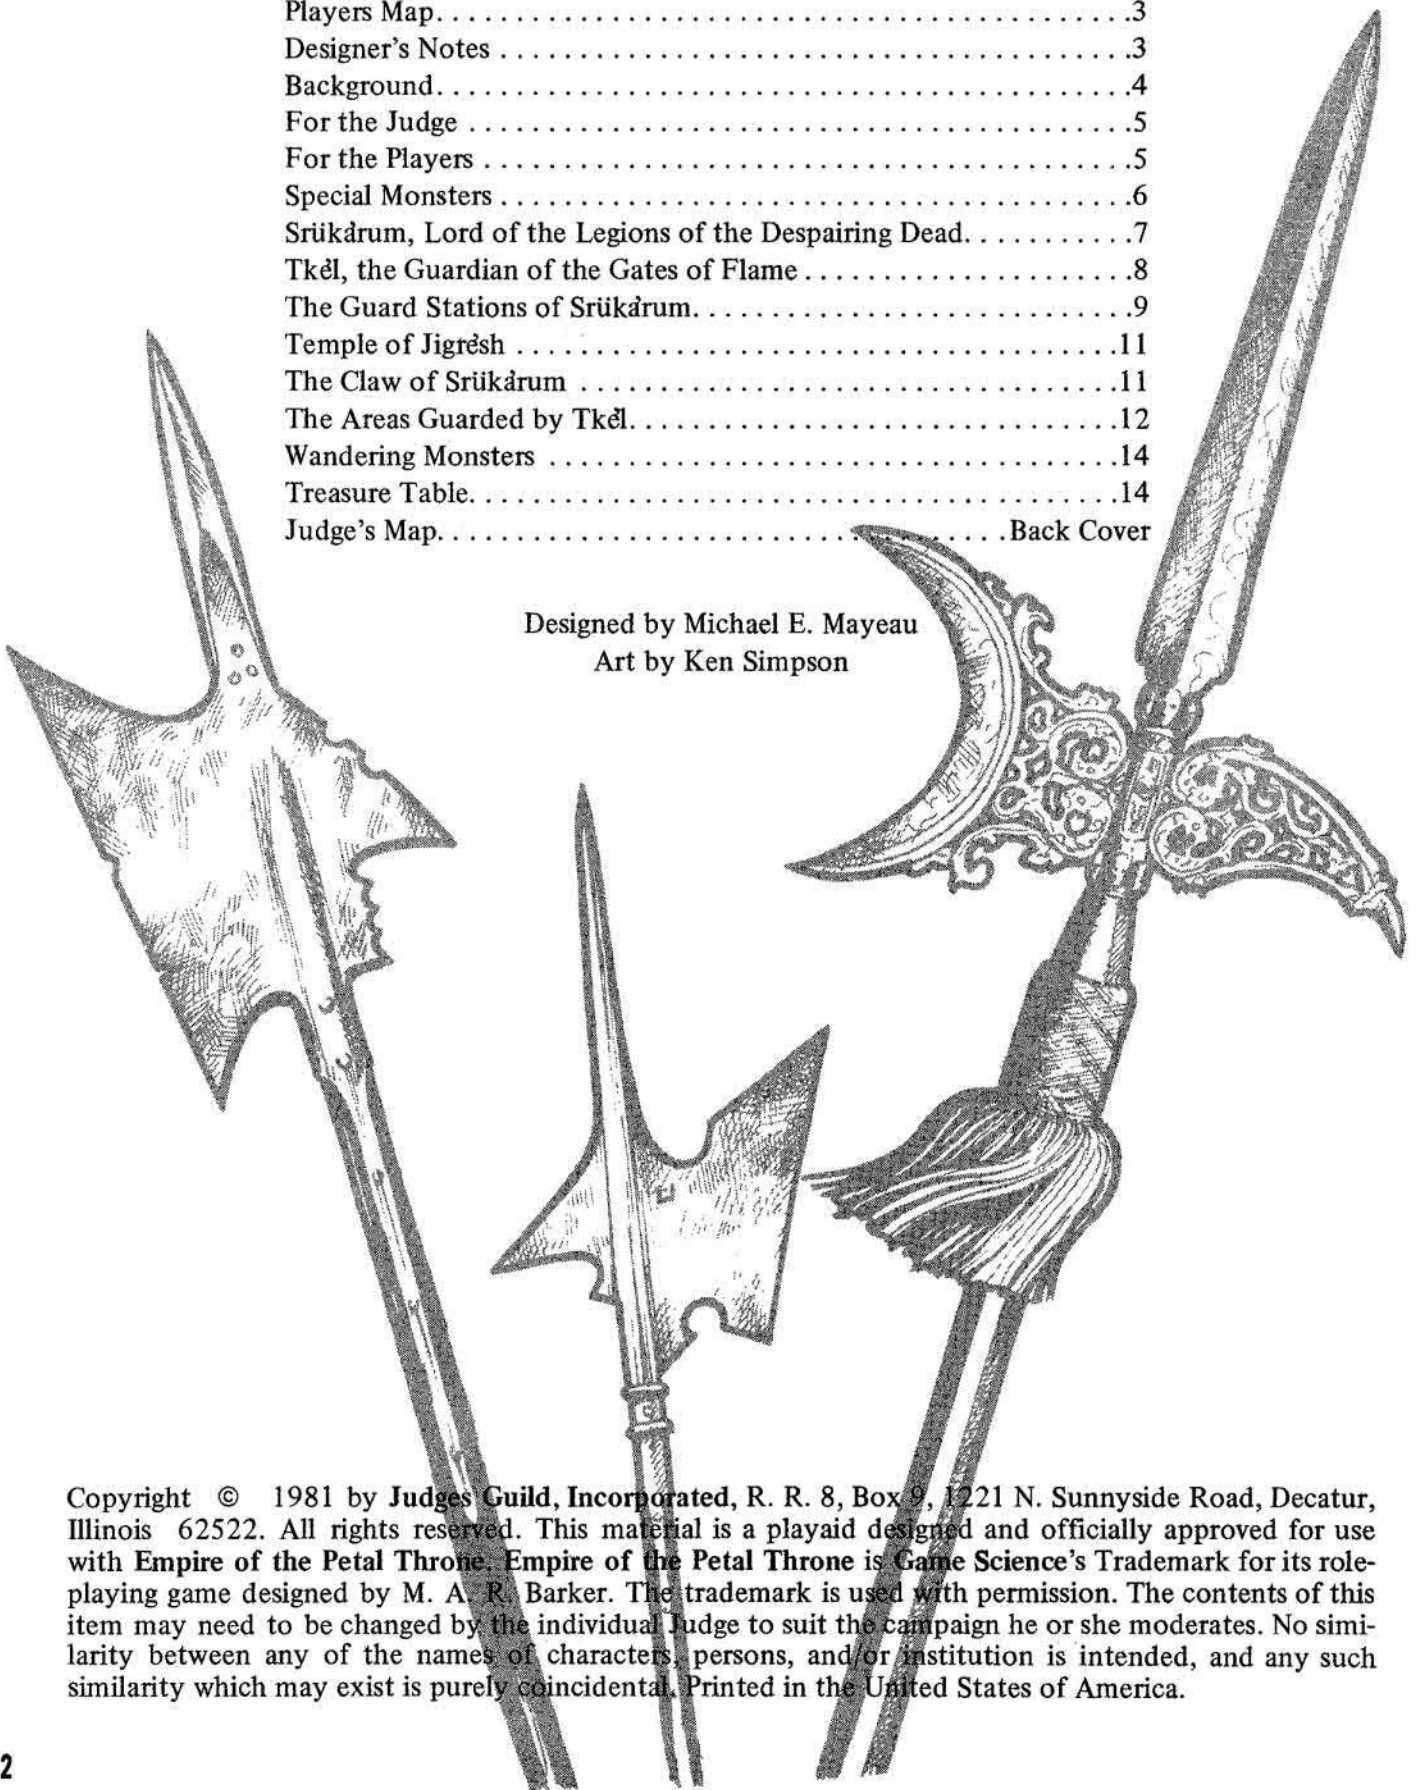 Players Map. . . . . . . . . . . . . . . . . . . . . . . . . . . . . . . . . . . . . . . . . . . .3
Designer's Notes . . . . . . . . . . . . . . . . . . . . . . . . . . . . . . . . . . . . . . . .3
Background. . . . . . . . . . . . . . . . . . . . . . . . . . . . . . . . . . . . . . . . . . . .4
For the Judge . . . . . . . . . . . . . . . . . . . . . . . . . . . . . . . . . . . . . . . . . .5
For the Players . . . . . . . . . . . . . . . . . . . . . . . . . . . . . . . . . . . . . . . . .5
Special Monsters . . . . . . . . . . . . . . . . . . . . . . . . . . . . . . . . . . . . . . . .6
Srükárum, Lord of the Legions of the Despairing Dead. . . . . . . . . . .7
Tkél, the Guardian of the Gates of Flame . . . . . . . . . . . . . . . . . . . . .8
The Guard Stations of Srükárum. . . . . . . . . . . . . . . . . . . . . . . . . . . .9
Temple of Jigrésh . . . . . . . . . . . . . . . . . . . . . . . . . . . . . . . . . . . . . .11
The Claw of Srükárum . . . . . . . . . . . . . . . . . . . . . . . . . . . . . . . . . .11
The Areas Guarded by Tkél. . . . . . . . . . . . . . . . . . . . . . . . . . . . . . .12
Wandering Monsters . . . . . . . . . . . . . . . . . . . . . . . . . . . . . . . . . . . .14
Treasure Table. . . . . . . . . . . . . . . . . . . . . . . . . . . . . . . . . . . . . . . . .14
Judge's Map. . . . . . . . . . . . . . . . . . . . . . . . . . . . . . . . . . . .Back Cover
Designed by Michael E. Mayeau
Art by Ken Simpson
Copyright © 1981 by Judges Guild, Incorporated, R. R. 8, Box 9, 1221 N. Sunnyside Road, Decatur,
Illinois 62522. All rights reserved. This material is a playaid designed and officially approved for use
with Empire of the Petal Throne. Empire of the Petal Throne is Game Science's Trademark for its role-
playing game designed by M. A. R. Barker. The trademark is used with permission. The contents of this
item may need to be changed by the individual Judge to suit the campaign he or she moderates. No simi-
larity between any of the names of characters, persons, and/or institution is intended, and any such
similarity which may exist is purely coincidental. Printed in the United States of America.
2